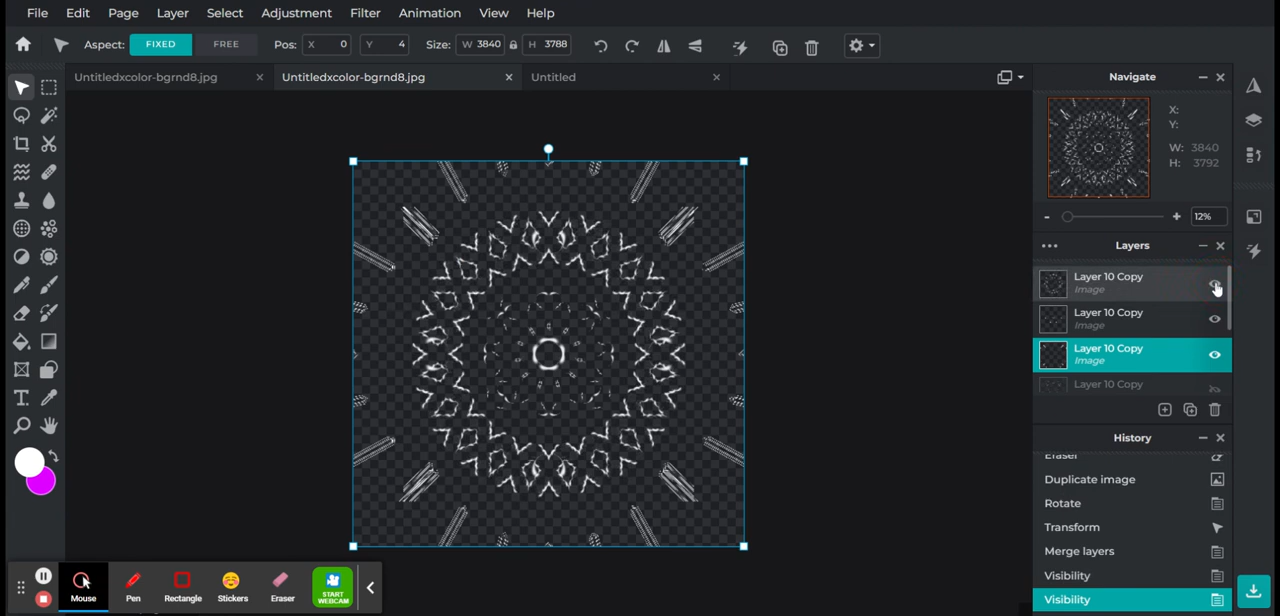 File Edit Page Layer Select Adjustment Filter Animation View Help
Aspect: FIXED FREE Pos: X 0 Y 4 Size: W 3840 H 3788
Untitledxcolor-bgrnd8.jpg Untitledxcolor-bgrnd8.jpg Untitled
Navigate
X:
Y:
W: 3840
H: 3792
12%
Layers
Layer 10 Copy
Image
Layer 10 Copy
Image
Layer 10 Copy
Image
Layer 10 Copy
History
Eraser
Duplicate image
Rotate
Transform
Merge layers
Visibility
Visibility
Mouse Pen Rectangle Stickers Eraser START
WEBCAM